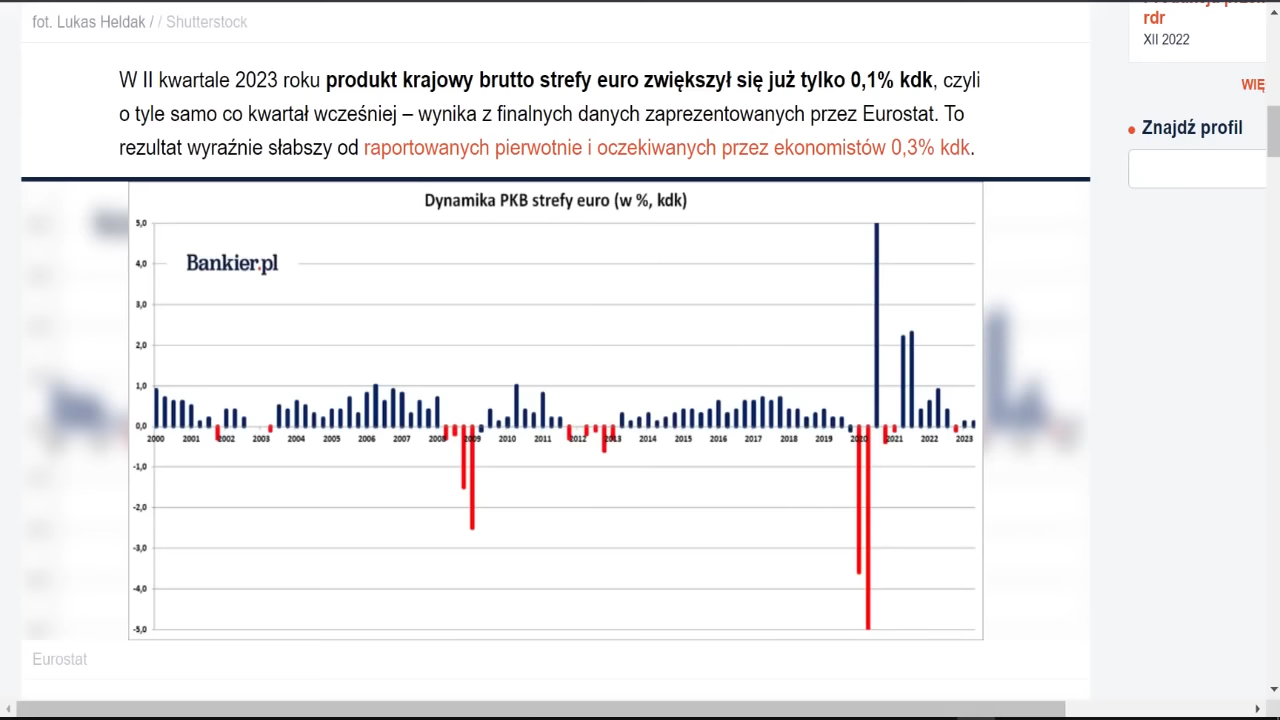 fot. Lukas Heldak / / Shutterstock
rdr
XII 2022
WIĘ
Znajdź profil
W II kwartale 2023 roku produkt krajowy brutto strefy euro zwiększył się już tylko 0,1% kdk, czyli
o tyle samo co kwartał wcześniej – wynika z finalnych danych zaprezentowanych przez Eurostat. To
rezultat wyraźnie słabszy od raportowanych pierwotnie i oczekiwanych przez ekonomistów 0,3% kdk.
Dynamika PKB strefy euro (w %, kdk)
Bankier.pl
5,0
4,0
3,0
2,0
1,0
0,0
-1,0
-2,0
-3,0
-4,0
-5,0
2000 2001 2002 2003 2004 2005 2006 2007 2008 2009 2010 2011 2012 2013 2014 2015 2016 2017 2018 2019 2020 2021 2022 2023
Eurostat